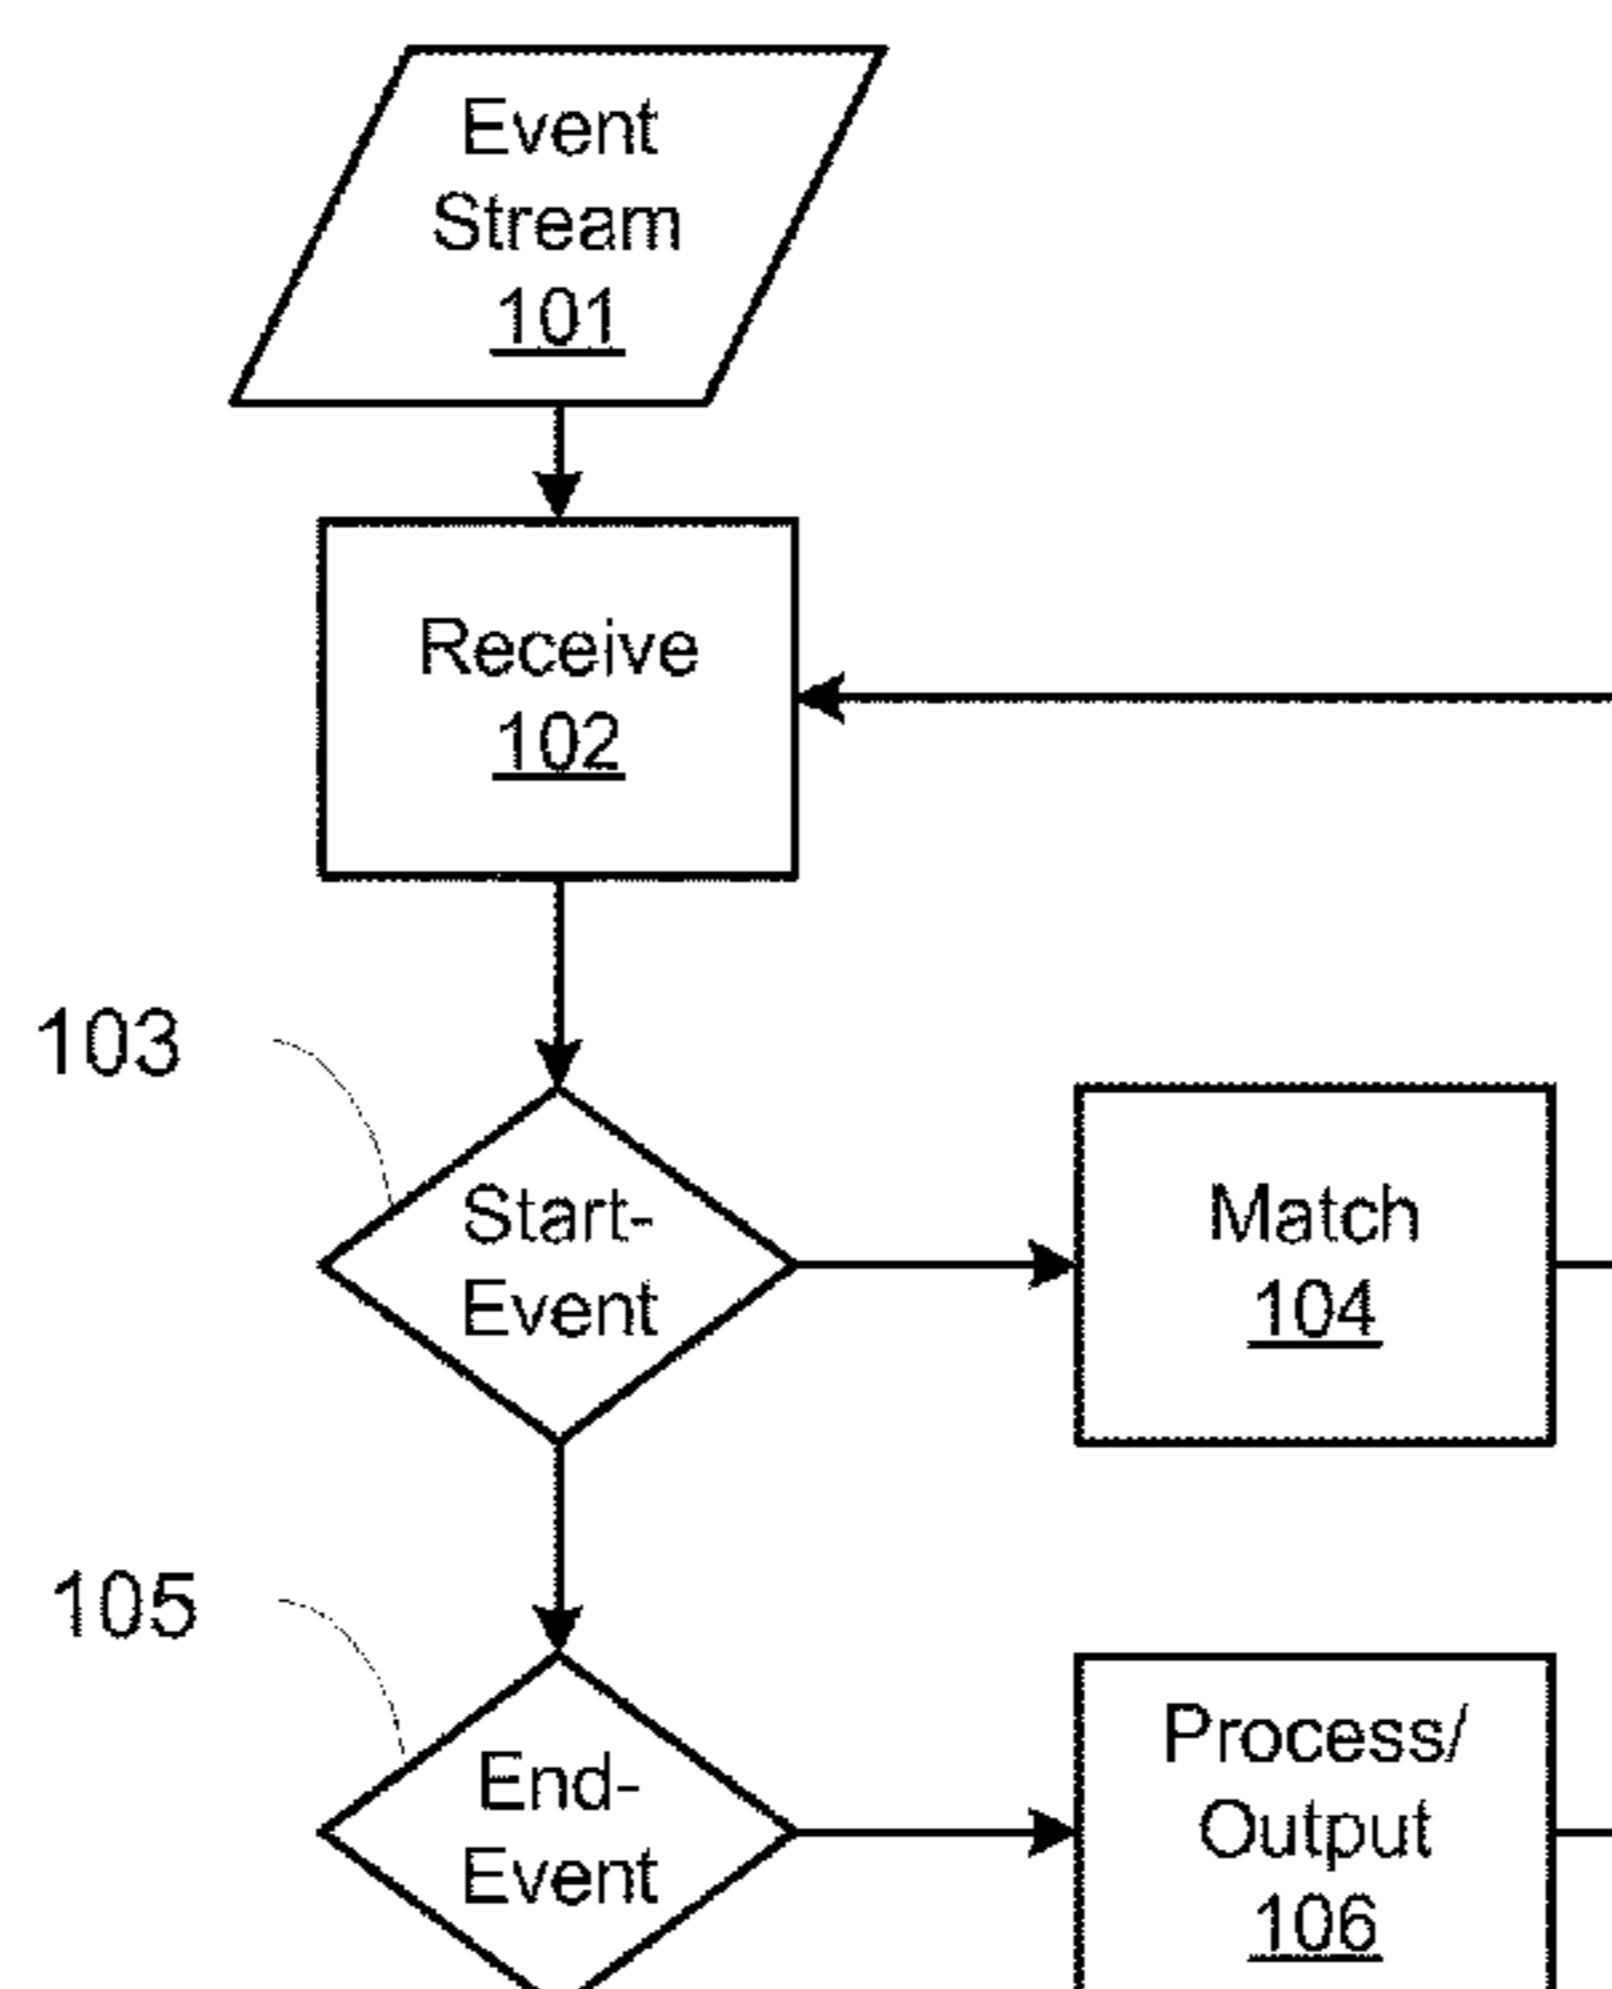 Event
Stream
101
Receive
102
103
Start-
Event
Match
104
105
End-
Event
Process/
Output
106